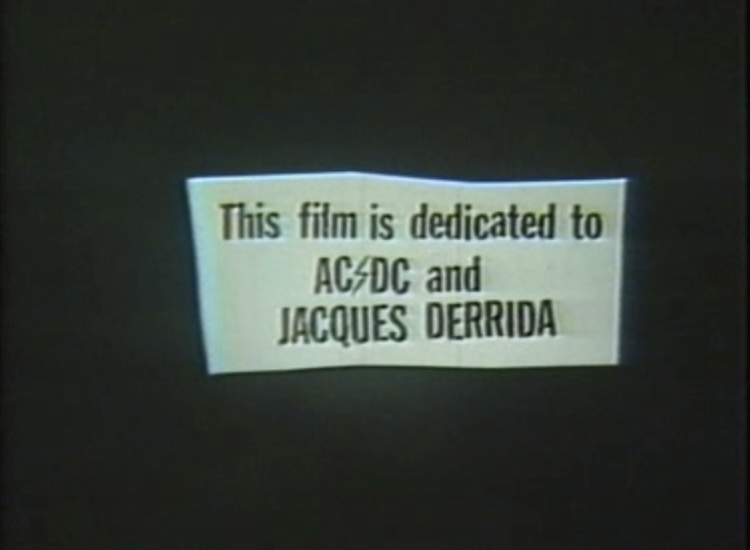 This film is dedicated to
AC⚡DC and
JACQUES DERRIDA